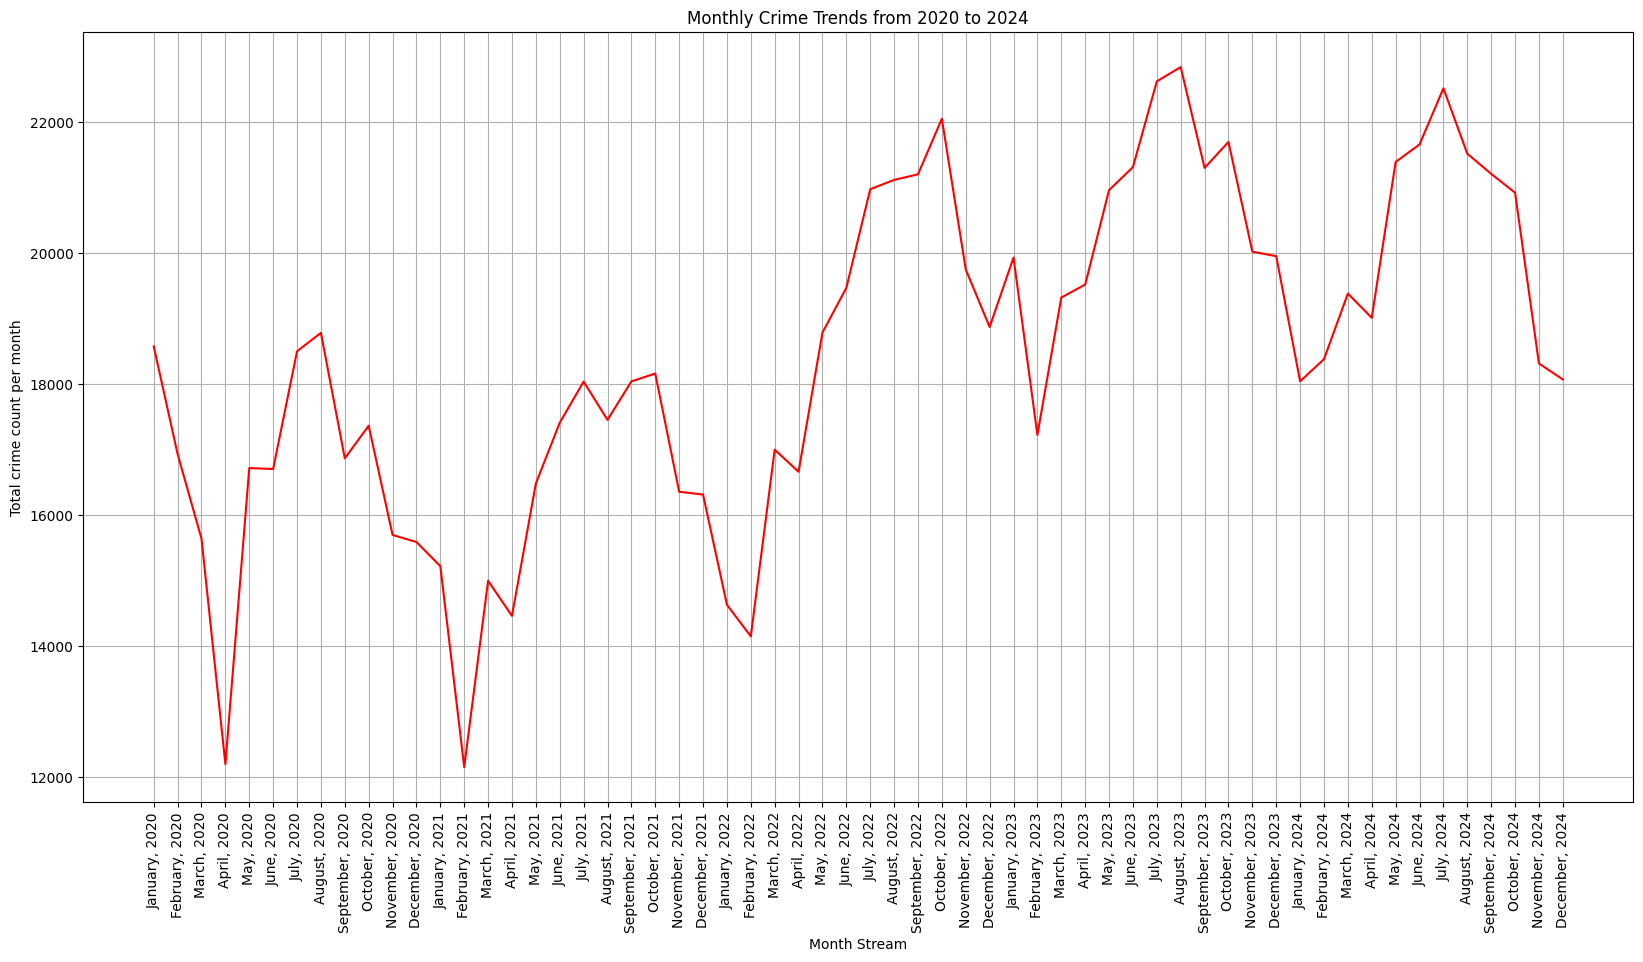 Monthly Crime Trends from 2020 to 2024
Total crime count per month
22000
20000
18000
16000
14000
12000
January, 2020
February, 2020
March, 2020
April, 2020
May, 2020
June, 2020
July, 2020
August, 2020
September, 2020
October, 2020
November, 2020
December, 2020
January, 2021
February, 2021
March, 2021
April, 2021
May, 2021
June, 2021
July, 2021
August, 2021
September, 2021
October, 2021
November, 2021
December, 2021
January, 2022
February, 2022
March, 2022
April, 2022
May, 2022
June, 2022
July, 2022
August, 2022
September, 2022
October, 2022
November, 2022
December, 2022
January, 2023
February, 2023
March, 2023
April, 2023
May, 2023
June, 2023
July, 2023
August, 2023
September, 2023
October, 2023
November, 2023
December, 2023
January, 2024
February, 2024
March, 2024
April, 2024
May, 2024
June, 2024
July, 2024
August, 2024
September, 2024
October, 2024
November, 2024
December, 2024
Month Stream